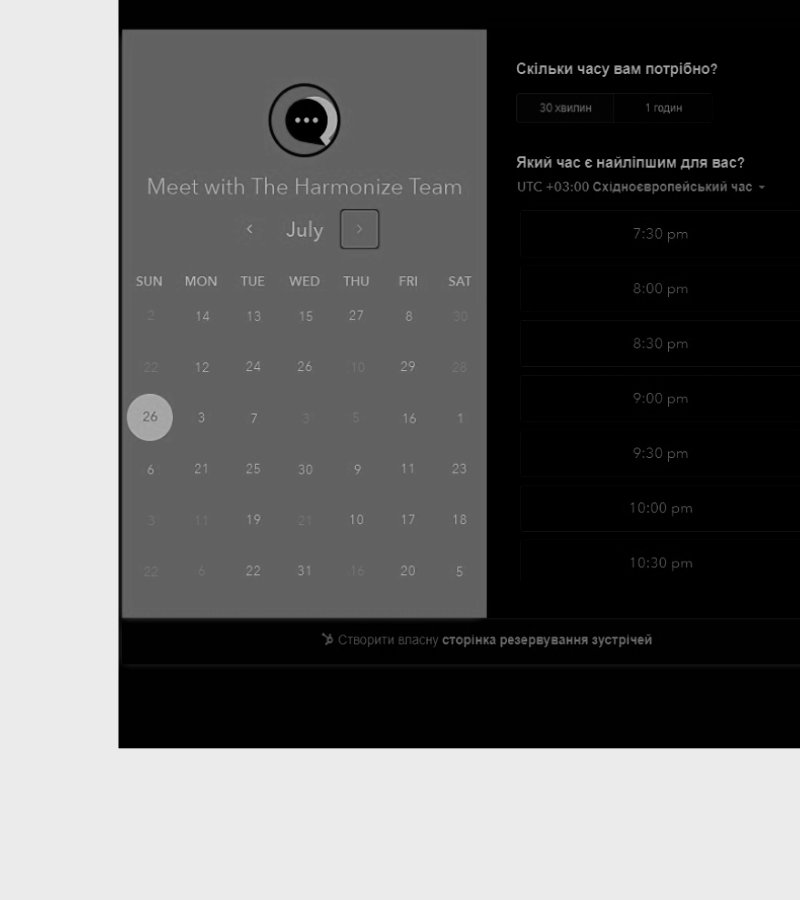 Meet with The Harmonize Team
July
SUN MON TUE WED THU FRI SAT
2 14 13 15 27 8 30
22 12 24 26 10 29 28
26 3 7 3 5 16 1
6 21 25 30 9 11 23
3 11 19 21 10 17 18
22 6 22 31 16 20 5
Скільки часу вам потрібно?
30 хвилин 1 годин
Який час є найліпшим для вас?
UTC +03:00 Східноєвропейський час
7:30 pm
8:00 pm
8:30 pm
9:00 pm
9:30 pm
10:00 pm
10:30 pm
Створити власну сторінка резервування зустрічей